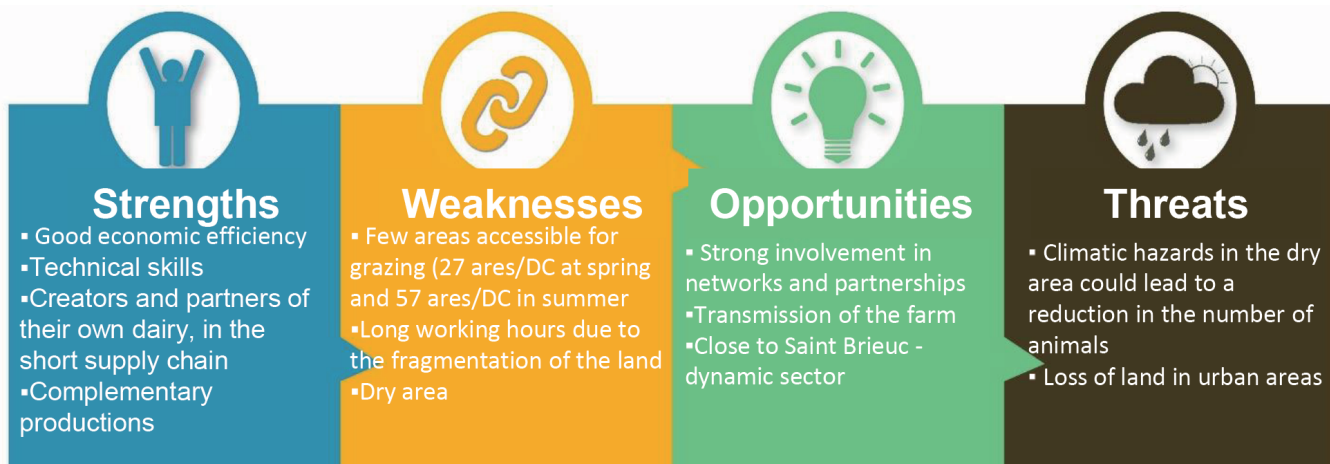 Strengths
▪ Good economic efficiency
▪Technical skills
▪Creators and partners of
their own dairy, in the
short supply chain
▪Complementary
productions
Weaknesses
▪ Few areas accessible for
grazing (27 ares/DC at spring
and 57 ares/DC in summer
▪Long working hours due to
the fragmentation of the land
▪Dry area
Opportunities
▪ Strong involvement in
networks and partnerships
▪Transmission of the farm
▪Close to Saint Brieuc -
dynamic sector
Threats
▪ Climatic hazards in the dry
area could lead to a
reduction in the number of
animals
▪ Loss of land in urban areas